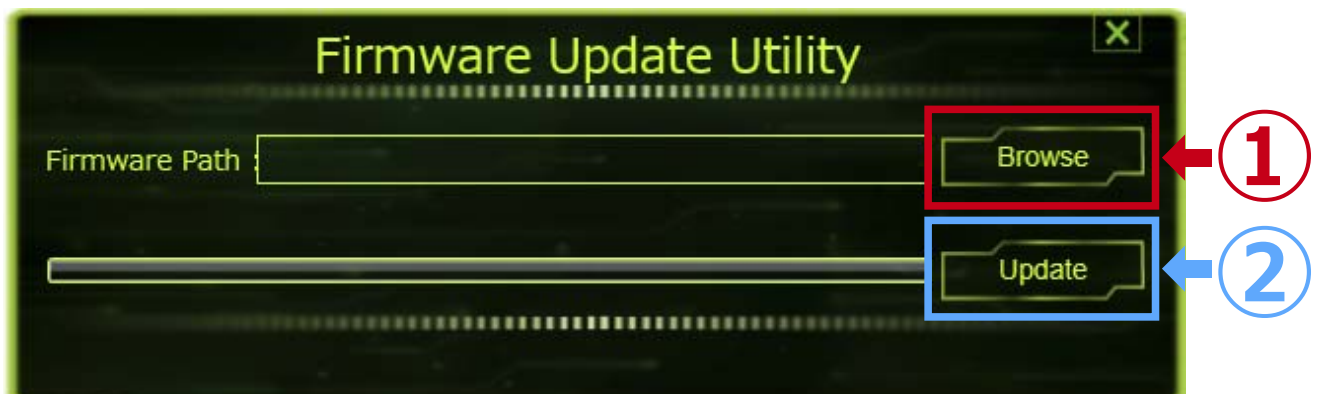 Firmware Update Utility
Firmware Path :
Browse
1
Update
2